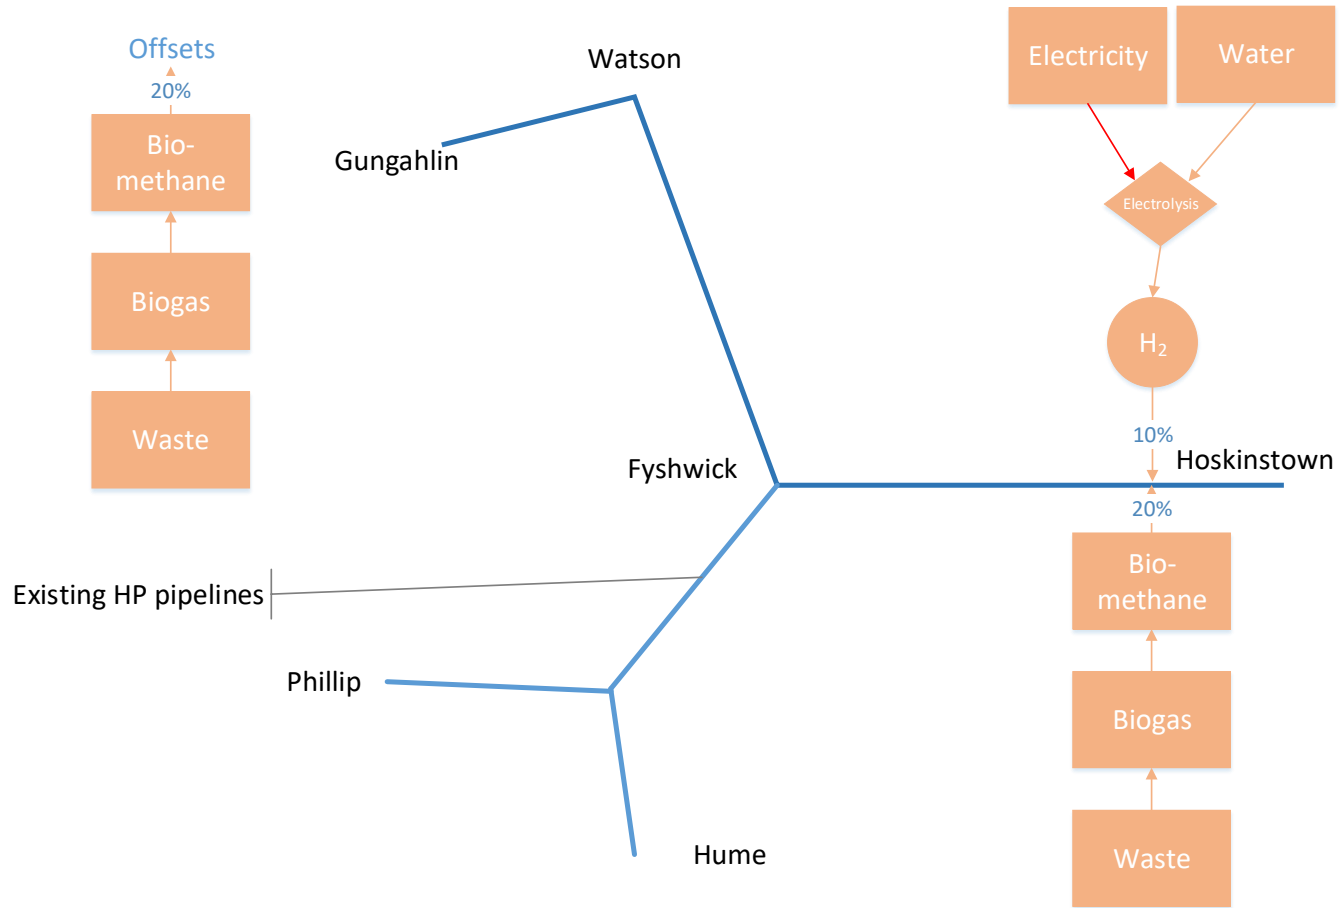 Offsets
20%
Bio-
methane
Biogas
Waste
Watson
Gungahlin
Fyshwick
Existing HP pipelines
Phillip
Hume
Electricity
Water
Electrolysis
H₂
10%
Hoskinstown
20%
Bio-
methane
Biogas
Waste